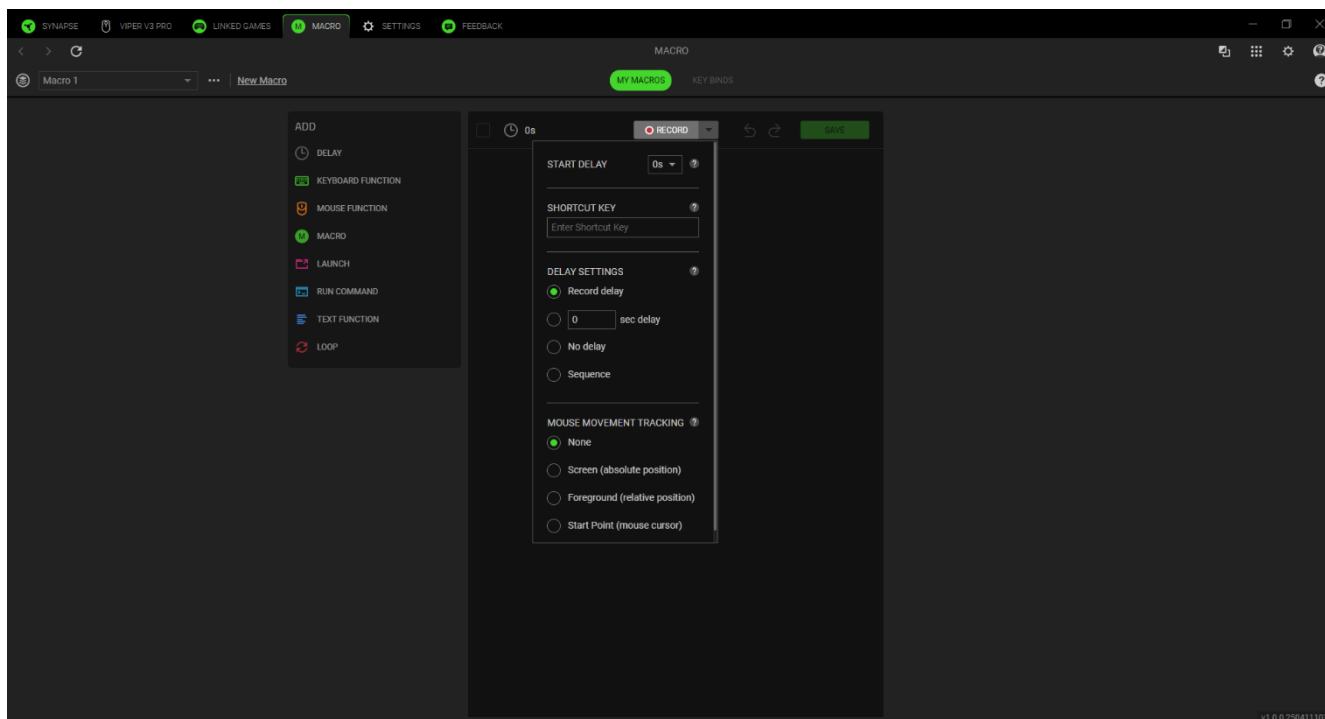 SYNAPSE VIPER V3 PRO LINKED GAMES M MACRO SETTINGS FEEDBACK
MACRO
Macro 1 New Macro MY MACROS KEY BINDS
ADD
DELAY
KEYBOARD FUNCTION
MOUSE FUNCTION
M MACRO
LAUNCH
RUN COMMAND
TEXT FUNCTION
LOOP
0s RECORD SAVE
START DELAY 0s ?
SHORTCUT KEY ?
Enter Shortcut Key
DELAY SETTINGS ?
Record delay
0 sec delay
No delay
Sequence
MOUSE MOVEMENT TRACKING ?
None
Screen (absolute position)
Foreground (relative position)
Start Point (mouse cursor)